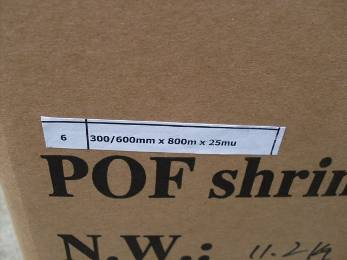 6 300/600mm x 800m x 25mu
POF shrin
N.W.: 11.2